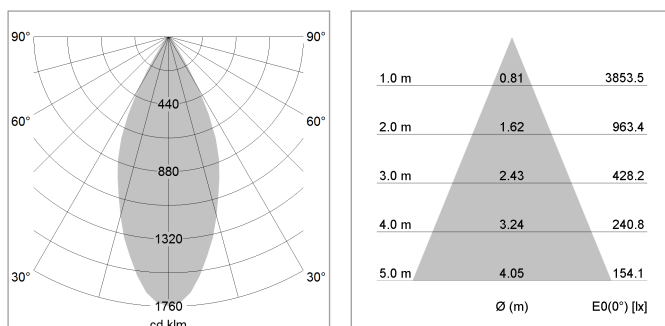 90° 90°
440
60° 60°
880
1320
30° 30°
1760
cd klm
1.0 m 0.81 3853.5
2.0 m 1.62 963.4
3.0 m 2.43 428.2
4.0 m 3.24 240.8
5.0 m 4.05 154.1
Ø (m) E0(0°) [lx]